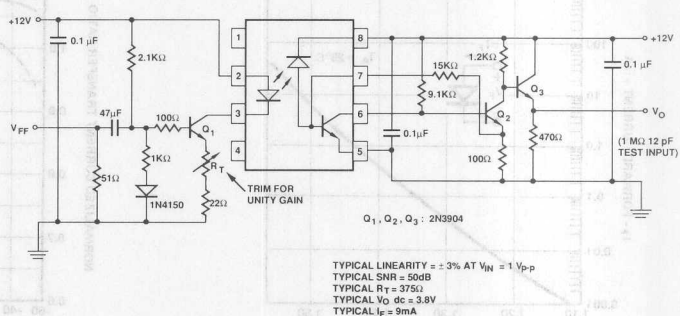 +12V
0.1 µF
2.1KΩ
47µF
100Ω
VFF
Q1
1KΩ
51Ω
1N4150
RT
22Ω
TRIM FOR
UNITY GAIN
1
2
3
4
8
7
6
5
+12V
1.2KΩ
0.1 µF
15KΩ
9.1KΩ
Q3
Q2
VO
0.1µF
100Ω
470Ω
(1 MΩ 12 pF
TEST INPUT)
Q1, Q2, Q3: 2N3904
TYPICAL LINEARITY = ± 3% AT VIN = 1 Vp-p
TYPICAL SNR = 50dB
TYPICAL RT = 375Ω
TYPICAL VO dc = 3.8V
TYPICAL IF = 9mA